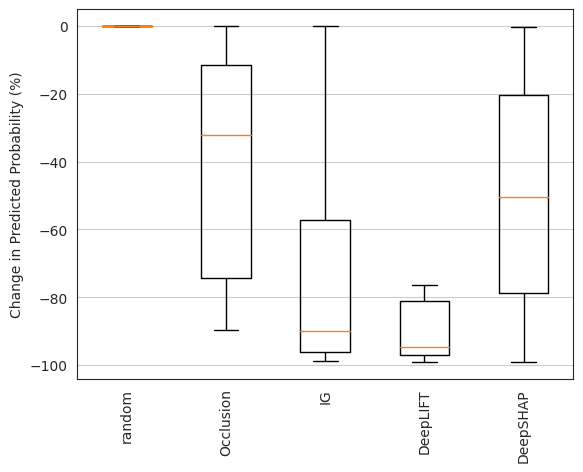 Change in Predicted Probability (%)
0
−20
−40
−60
−80
−100
random
Occlusion
IG
DeepLIFT
DeepSHAP